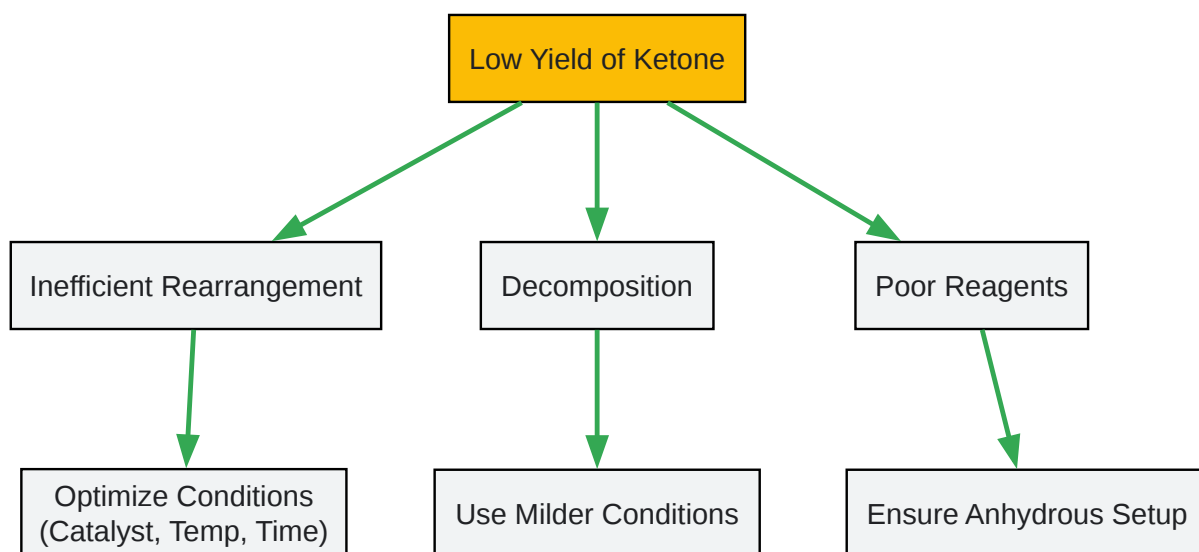 Low Yield of Ketone
Inefficient Rearrangement
Decomposition
Poor Reagents
Optimize Conditions
(Catalyst, Temp, Time)
Use Milder Conditions
Ensure Anhydrous Setup